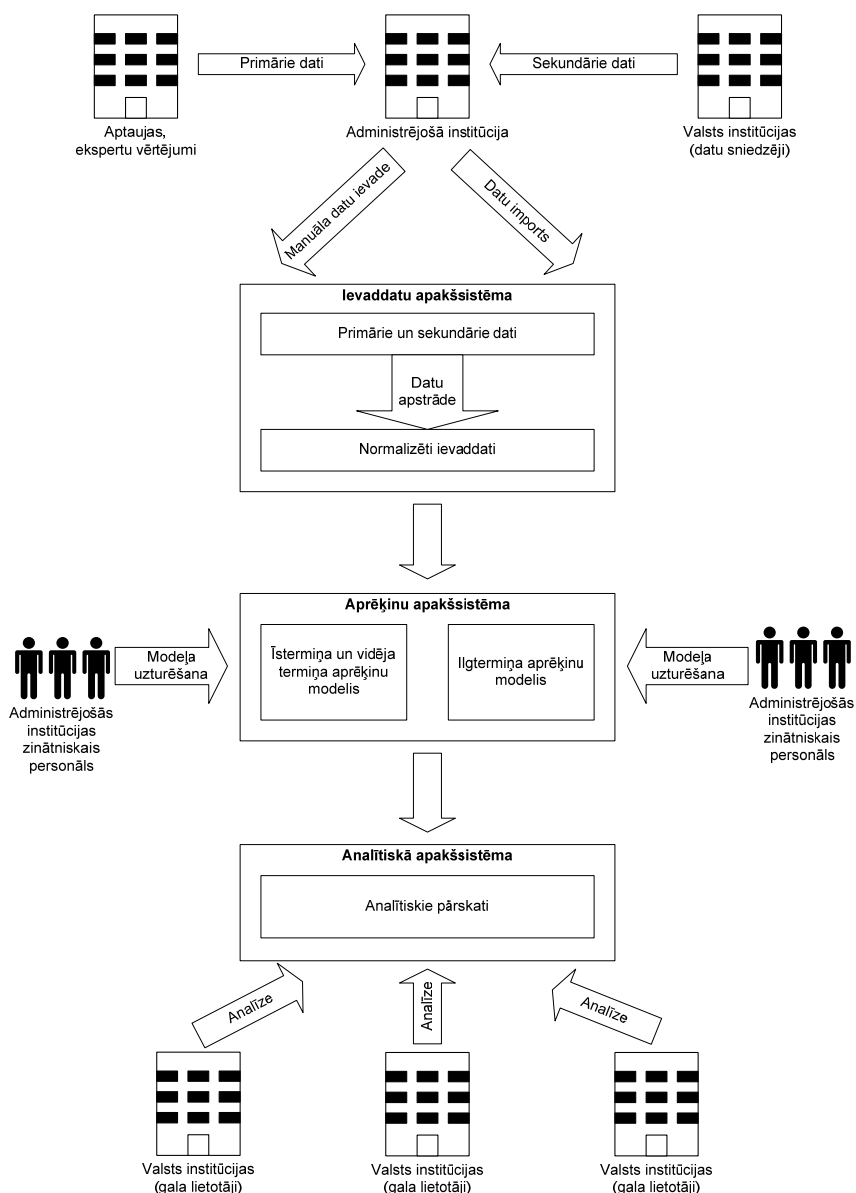 Primārie dati
Sekundārie dati
Aptaujas,
ekspertu vērtējumi
Administrējošā institūcija
Valsts institūcijas
(datu sniedzēji)
Manuāla datu ievade
Datu imports
Ievaddatu apakšsistēma
Primārie un sekundārie dati
Datu
apstrāde
Normalizēti ievaddati
Aprēķinu apakšsistēma
Īstermiņa un vidēja
termiņa aprēķinu
modelis
Ilgtermiņa aprēķinu
modelis
Modeļa
uzturēšana
Modeļa
uzturēšana
Administrējošās
institūcijas
zinātniskais
personāls
Administrējošās
institūcijas
zinātniskais
personāls
Analītiskā apakšsistēma
Analītiskie pārskati
Analīze
Analīze
Analīze
Valsts institūcijas
(gala lietotāji)
Valsts institūcijas
(gala lietotāji)
Valsts institūcijas
(gala lietotāji)